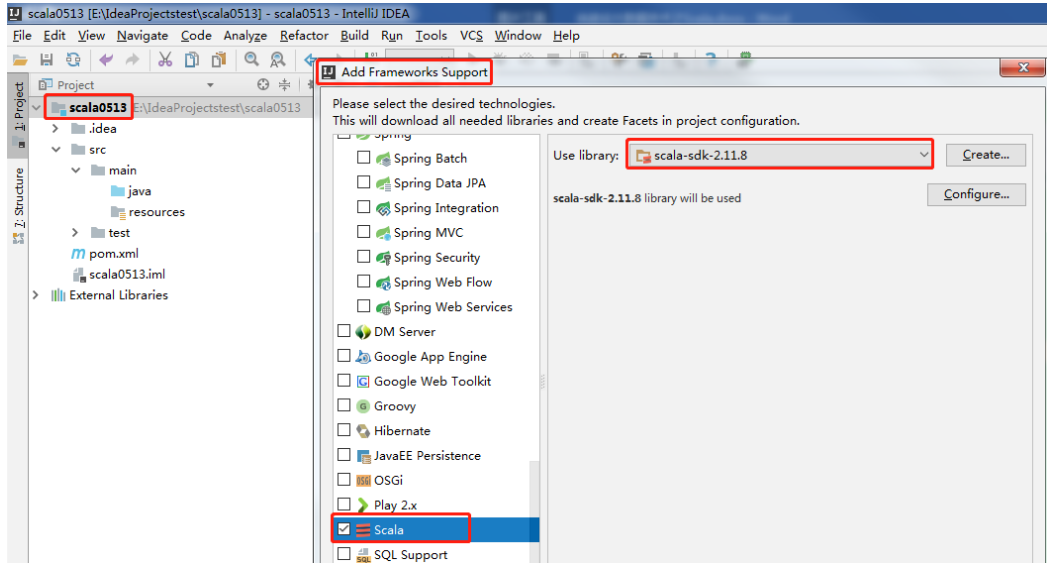 scala0513 [E:\IdeaProjectstest\scala0513] - scala0513 - IntelliJ IDEA
File Edit View Navigate Code Analyze Refactor Build Run Tools VCS Window Help
Project
Add Frameworks Support
1: Project
7: Structure
scala0513 E:\IdeaProjectstest\scala0513
.idea
src
main
java
resources
test
pom.xml
scala0513.iml
External Libraries
Please select the desired technologies.
This will download all needed libraries and create Facets in project configuration.
Spring
Spring Batch
Spring Data JPA
Spring Integration
Spring MVC
Spring Security
Spring Web Flow
Spring Web Services
DM Server
Google App Engine
Google Web Toolkit
Groovy
Hibernate
JavaEE Persistence
OSGi
Play 2.x
Scala
SQL Support
Use library: scala-sdk-2.11.8 Create...
scala-sdk-2.11.8 library will be used Configure...